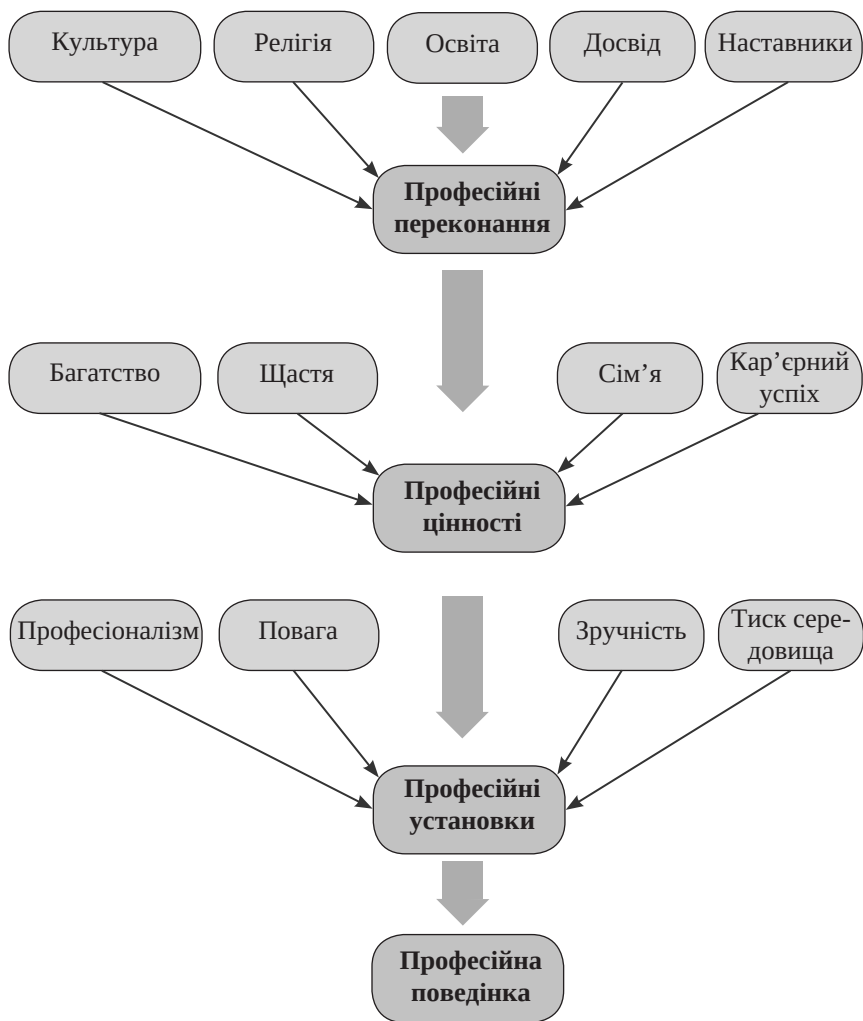 Культура
Релігія
Освіта
Досвід
Наставники
Професійні
переконання
Багатство
Щастя
Сім’я
Кар’єрний
успіх
Професійні
цінності
Професіоналізм
Повага
Зручність
Тиск сере-
довища
Професійні
установки
Професійна
поведінка